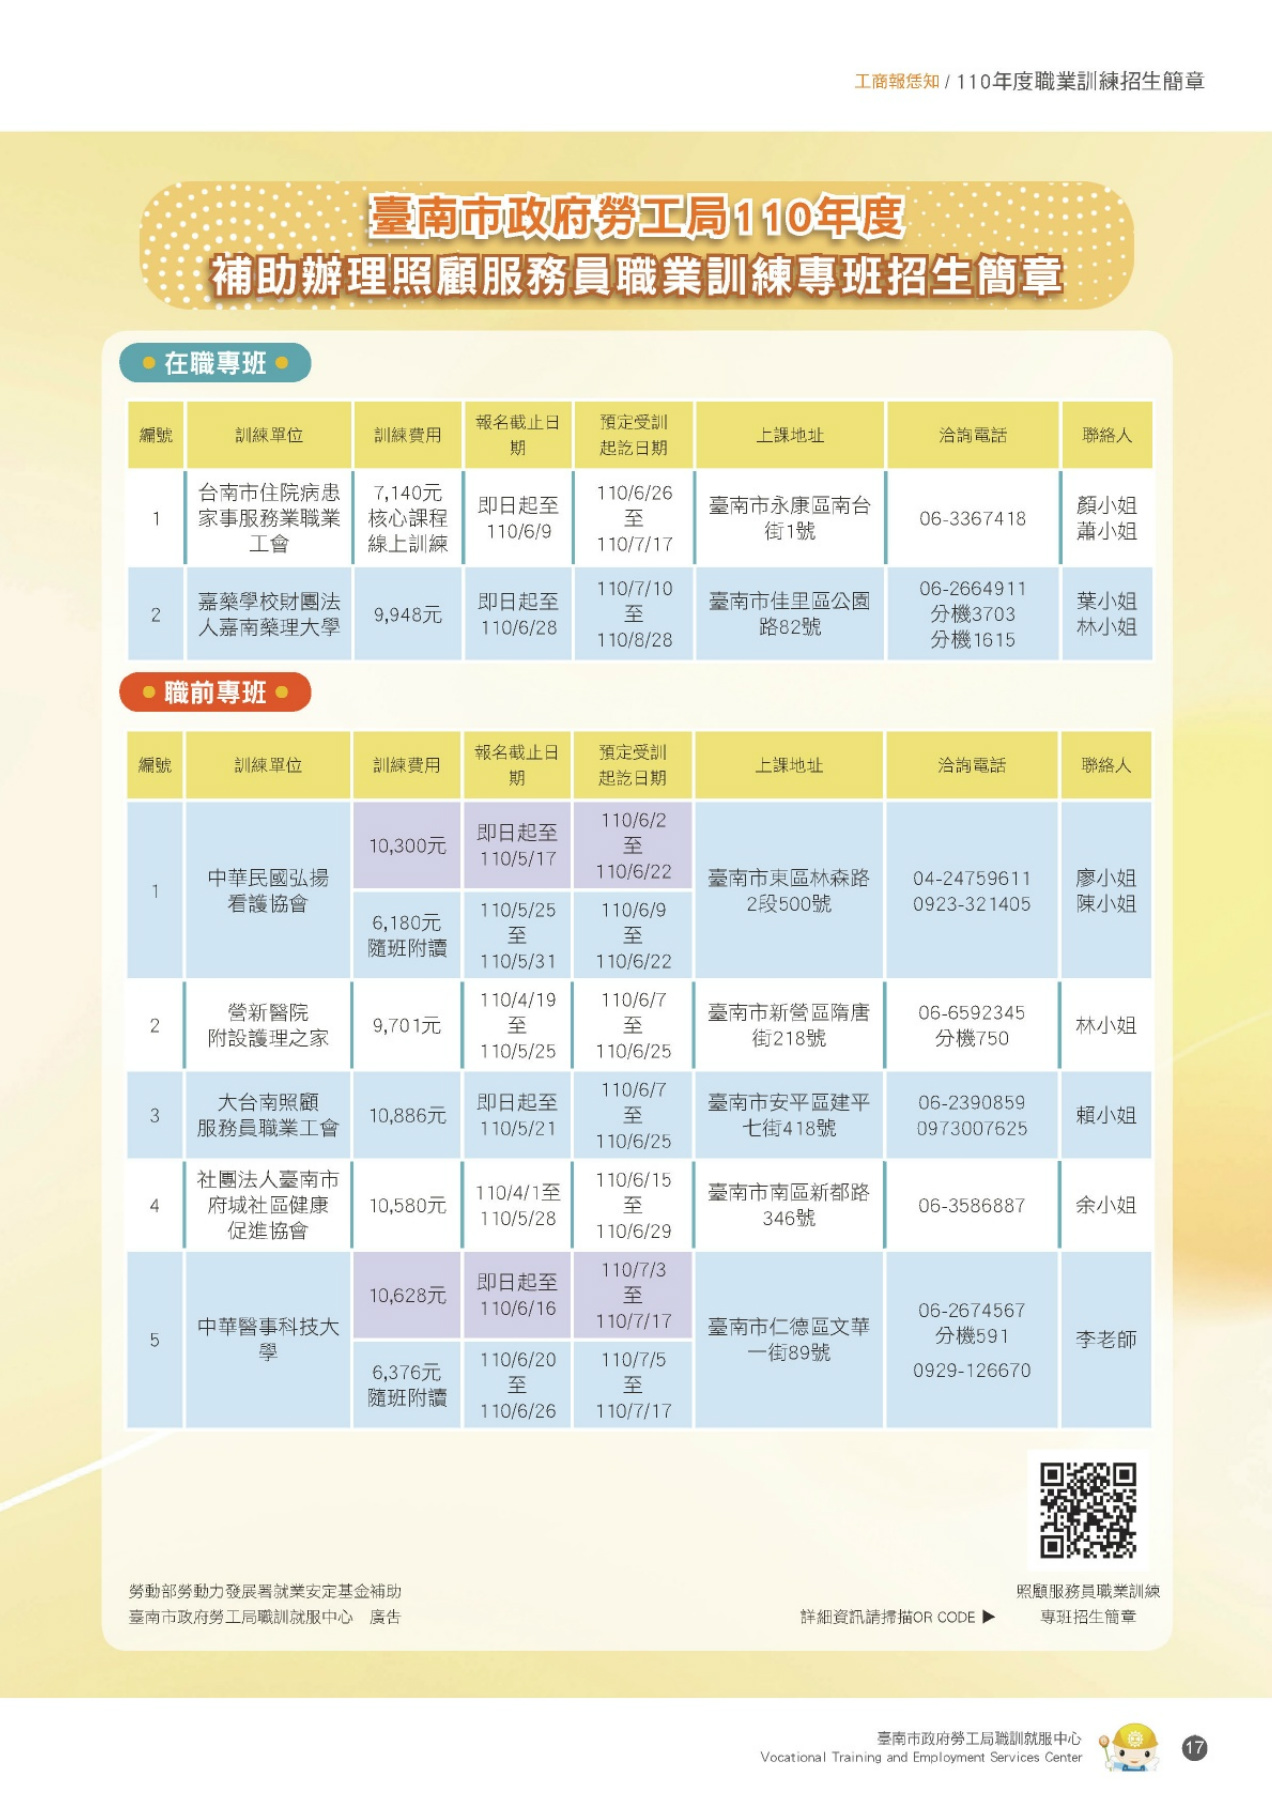 工商報恁知 / 110年度職業訓練招生簡章
臺南市政府勞工局110年度
補助辦理照顧服務員職業訓練專班招生簡章
在職專班
編號 訓練單位 訓練費用 報名截止日期 預定受訓起訖日期 上課地址 洽詢電話 聯絡人
1
台南市住院病患
家事服務業職業
工會
7,140元
核心課程
線上訓練
即日起至
110/6/9
110/6/26
至
110/7/17
臺南市永康區南台
街1號
06-3367418
顏小姐
蕭小姐
2
嘉藥學校財團法
人嘉南藥理大學
9,948元
即日起至
110/6/28
110/7/10
至
110/8/28
臺南市佳里區公園
路82號
06-2664911
分機3703
分機1615
葉小姐
林小姐
職前專班
編號 訓練單位 訓練費用 報名截止日期 預定受訓起訖日期 上課地址 洽詢電話 聯絡人
1
中華民國弘揚
看護協會
10,300元
即日起至
110/5/17
110/6/2
至
110/6/22
6,180元
隨班附讀
110/5/25
至
110/5/31
110/6/9
至
110/6/22
臺南市東區林森路
2段500號
04-24759611
0923-321405
廖小姐
陳小姐
2
營新醫院
附設護理之家
9,701元
110/4/19
至
110/5/25
110/6/7
至
110/6/25
臺南市新營區隋唐
街218號
06-6592345
分機750
林小姐
3
大台南照顧
服務員職業工會
10,886元
即日起至
110/5/21
110/6/7
至
110/6/25
臺南市安平區建平
七街418號
06-2390859
0973007625
賴小姐
4
社團法人臺南市
府城社區健康
促進協會
10,580元
110/4/1至
110/5/28
110/6/15
至
110/6/29
臺南市南區新都路
346號
06-3586887
余小姐
5
中華醫事科技大
學
10,628元
即日起至
110/6/16
110/7/3
至
110/7/17
6,376元
隨班附讀
110/6/20
至
110/6/26
110/7/5
至
110/7/17
臺南市仁德區文華
一街89號
06-2674567
分機591
0929-126670
李老師
勞動部勞動力發展署就業安定基金補助
臺南市政府勞工局職訓就服中心 廣告
詳細資訊請掃描QR CODE ▶
照顧服務員職業訓練
專班招生簡章
臺南市政府勞工局職訓就服中心
Vocational Training and Employment Services Center
17